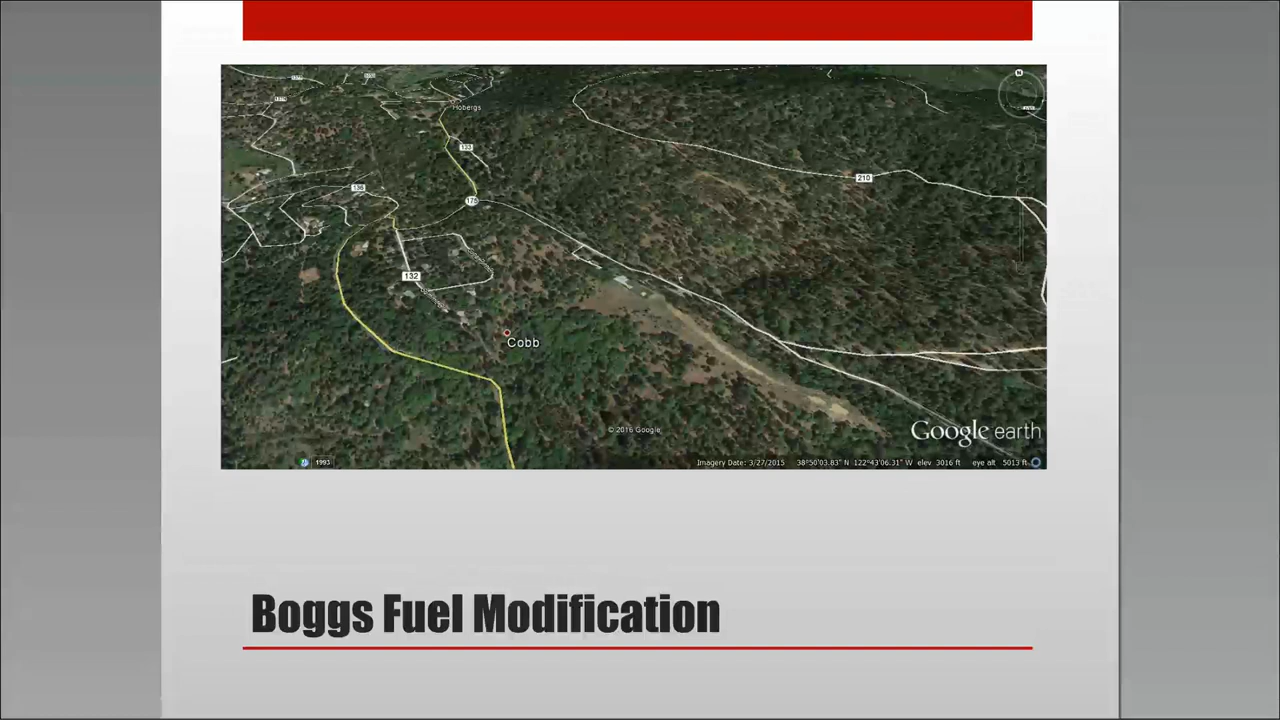 Hobergs
133
210
136
175
132
Cobb
© 2016 Google
Google earth
1993
Imagery Date: 3/27/2015 38°50'03.83" N 122°43'06.31" W elev 3016 ft eye alt 5013 ft
Boggs Fuel Modification